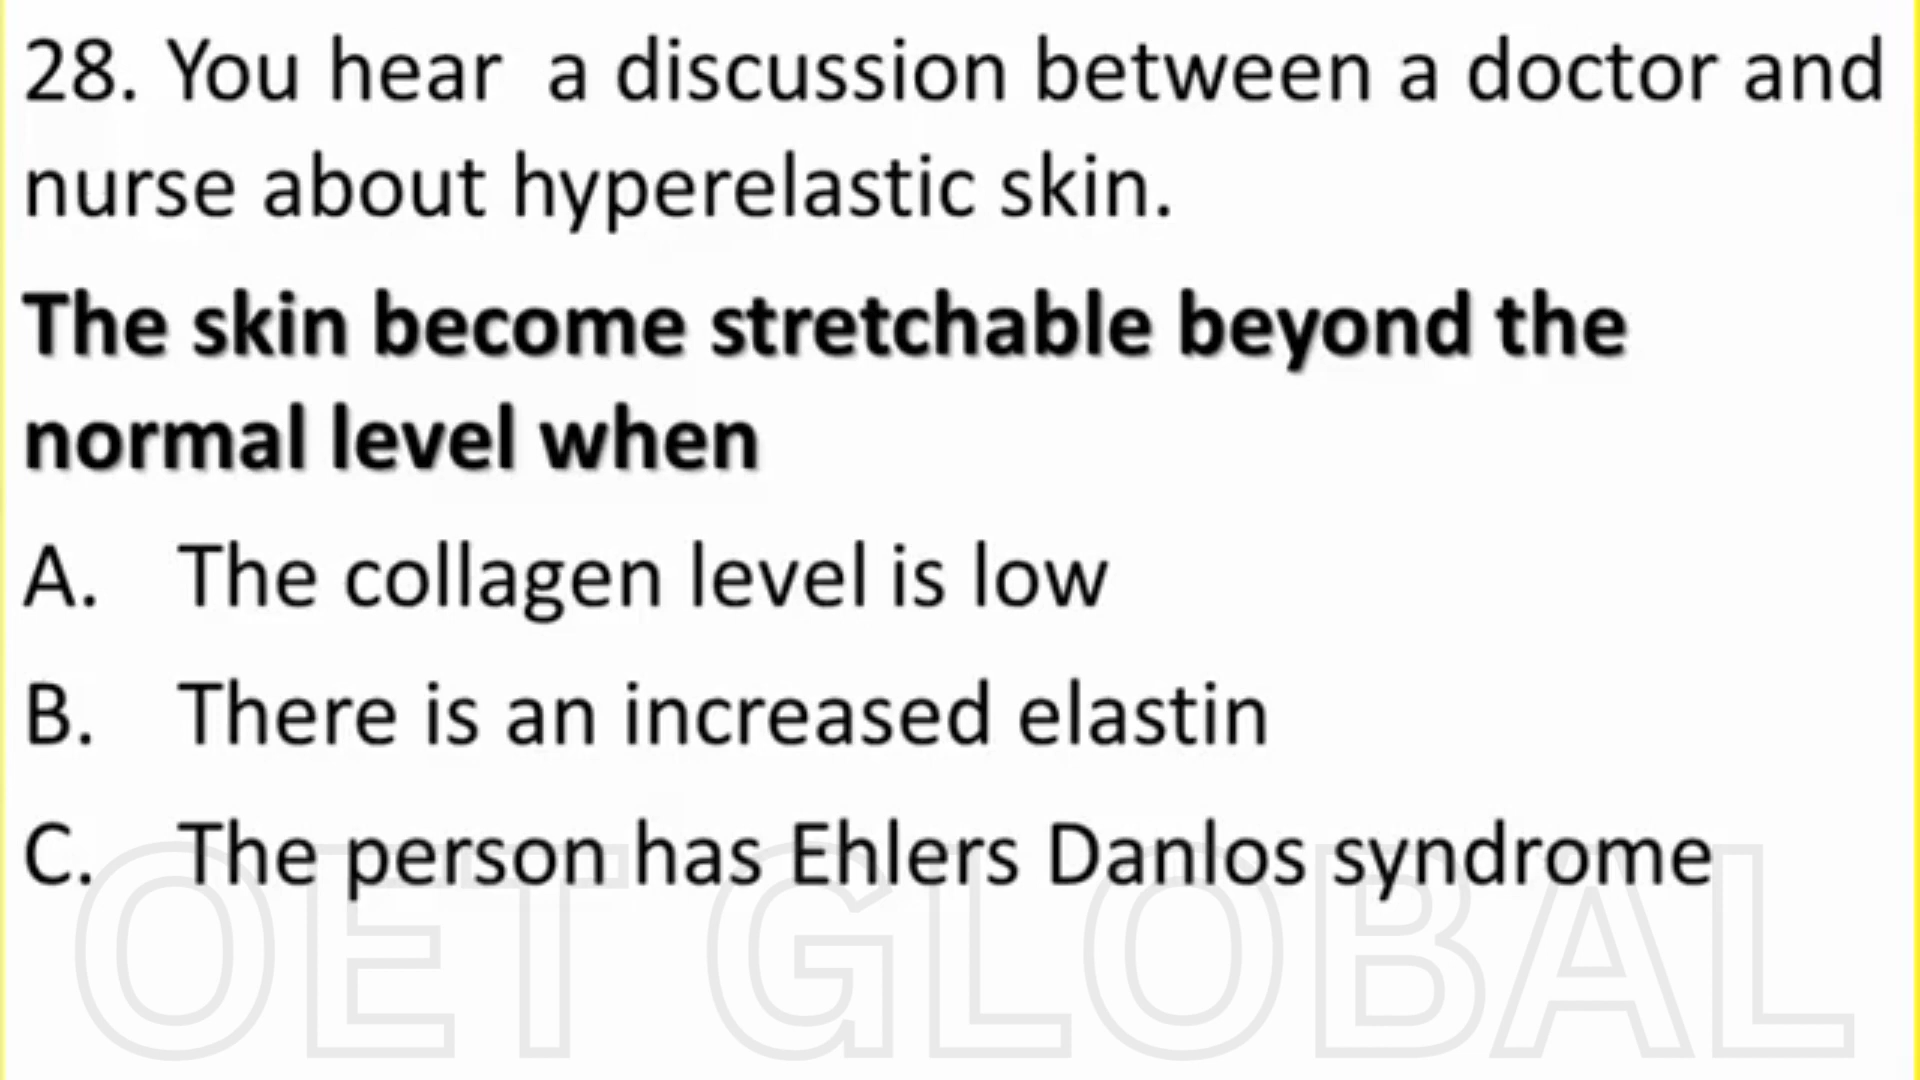 28. You hear a discussion between a doctor and
nurse about hyperelastic skin.
The skin become stretchable beyond the
normal level when
A. The collagen level is low
B. There is an increased elastin
C. The person has Ehlers Danlos syndrome
OET GLOBAL